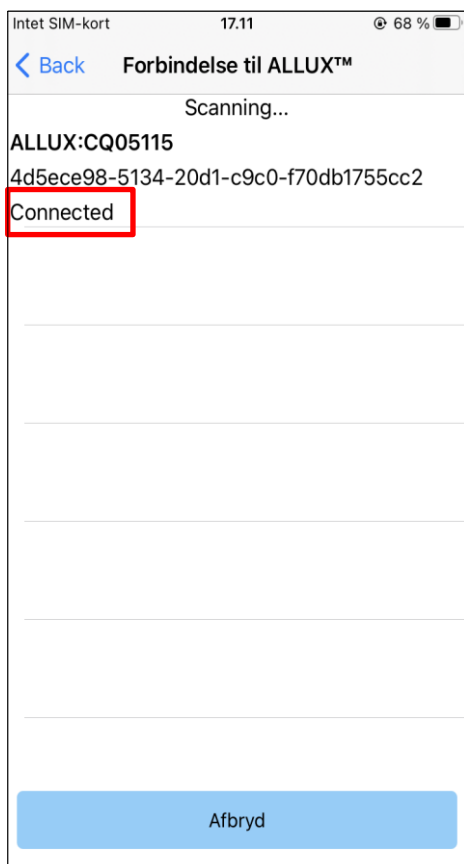 Intet SIM-kort 17.11 68 %
Back Forbindelse til ALLUX™
Scanning...
ALLUX:CQ05115
4d5ece98-5134-20d1-c9c0-f70db1755cc2
Connected
Afbryd